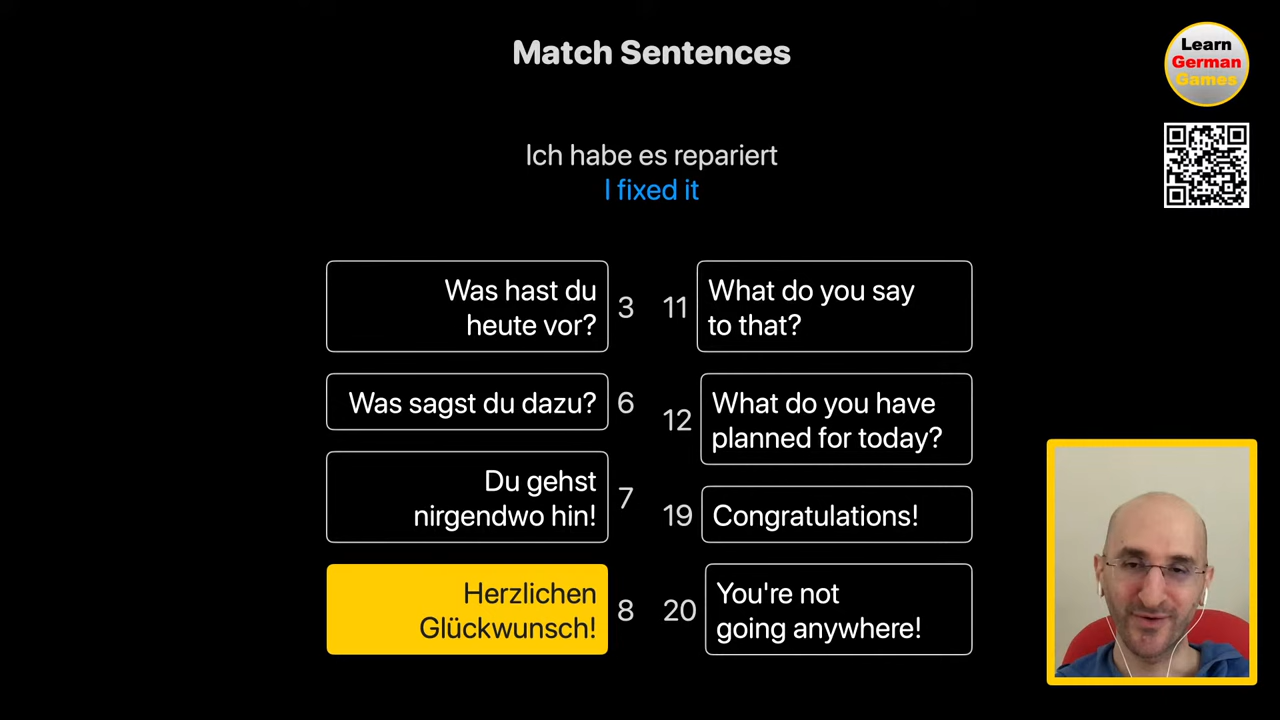 Match Sentences
Learn
German
Games
Ich habe es repariert
I fixed it
Was hast du
heute vor?
3
11
What do you say
to that?
Was sagst du dazu?
6
12
What do you have
planned for today?
Du gehst
nirgendwo hin!
7
19
Congratulations!
Herzlichen
Glückwunsch!
8
20
You're not
going anywhere!